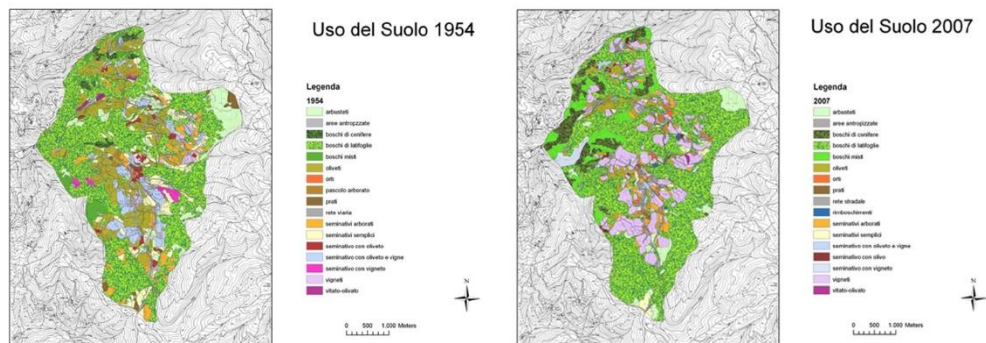 Uso del Suolo 1954
Legenda
1954
arbusteti
aree antropizzate
boschi di conifere
boschi di latifoglie
boschi misti
oliveti
orti
pascolo arborato
prati
rete viaria
seminativi arborati
seminativi semplici
seminativo con oliveto
seminativo con oliveto e vigne
seminativo con vigneto
vigneti
vitato-olivato
N
0 500 1.000 Meters
Uso del Suolo 2007
Legenda
2007
arbusteti
aree antropizzate
boschi di conifere
boschi di latifoglie
boschi misti
oliveti
orti
prati
rete stradale
rimboschimenti
seminativi arborati
seminativi semplici
seminativo con oliveto e vigne
seminativo con olivo
seminativo con vigneto
vigneti
vitato-olivato
N
0 500 1.000 Meters